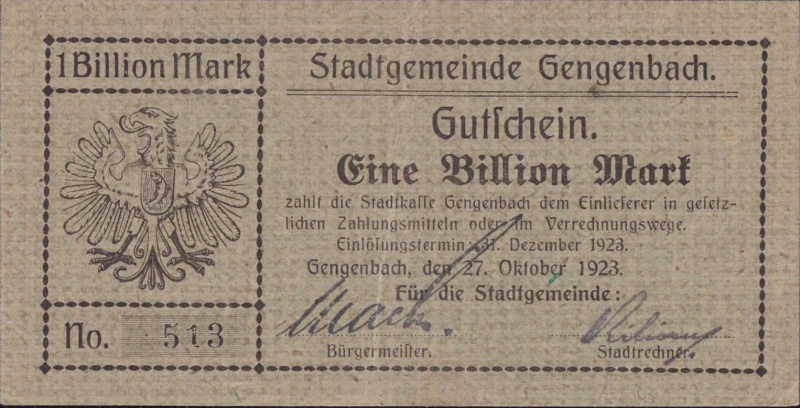 1 Billion Mark
Stadtgemeinde Gengenbach.
Gutſchein.
Eine Billion Mark
zahlt die Stadtkaſſe Gengenbach dem Einlieferer in geſetz-
lichen Zahlungsmitteln oder im Verrechnungswege.
Einlöſungstermin: 31. Dezember 1923.
Gengenbach, den 27. Oktober 1923.
Für die Stadtgemeinde:
No. 513
Mack.
Bürgermeiſter.
Stadtrechner.